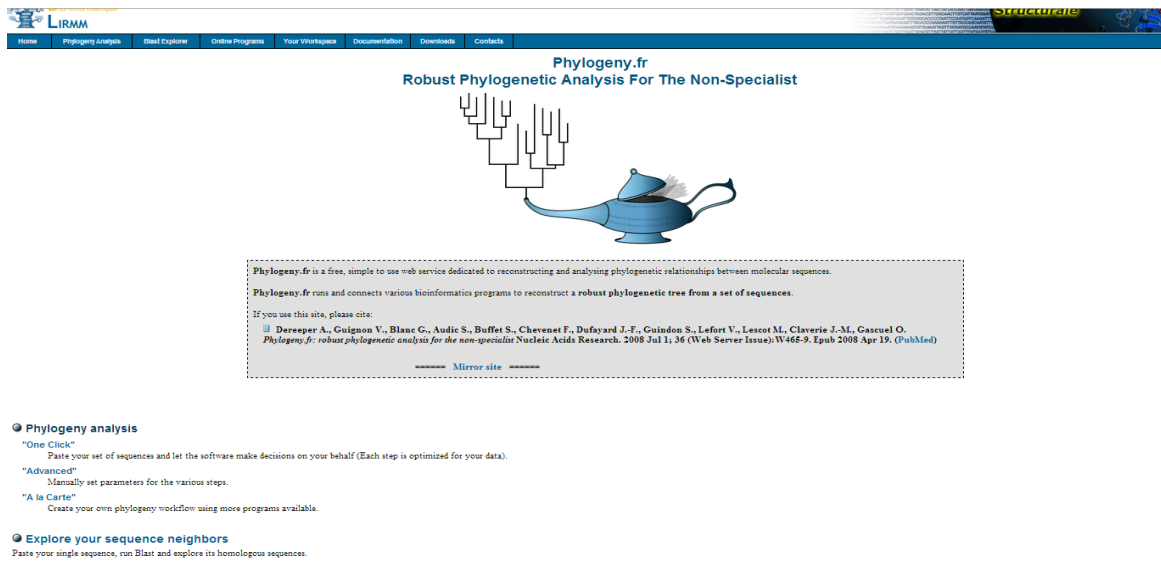 LIRMM
Structurale
Home Phylogeny Analysis Blast Explorer Online Programs Your Workspace Documentation Downloads Contacts
Phylogeny.fr
Robust Phylogenetic Analysis For The Non-Specialist
Phylogeny.fr is a free, simple to use web service dedicated to reconstructing and analysing phylogenetic relationships between molecular sequences.
Phylogeny.fr runs and connects various bioinformatics programs to reconstruct a robust phylogenetic tree from a set of sequences.
If you use this site, please cite:
Dereeper A., Guignon V., Blanc G., Audic S., Buffet S., Chevenet F., Dufayard J.-F., Guindon S., Lefort V., Lescot M., Claverie J.-M., Gascuel O.
Phylogeny.fr: robust phylogenetic analysis for the non-specialist Nucleic Acids Research. 2008 Jul 1; 36 (Web Server Issue):W465-9. Epub 2008 Apr 19. (PubMed)
====== Mirror site ======
Phylogeny analysis
"One Click"
Paste your set of sequences and let the software make decisions on your behalf (Each step is optimized for your data).
"Advanced"
Manually set parameters for the various steps.
"A la Carte"
Create your own phylogeny workflow using more programs available.
Explore your sequence neighbors
Paste your single sequence, run Blast and explore its homologous sequences.